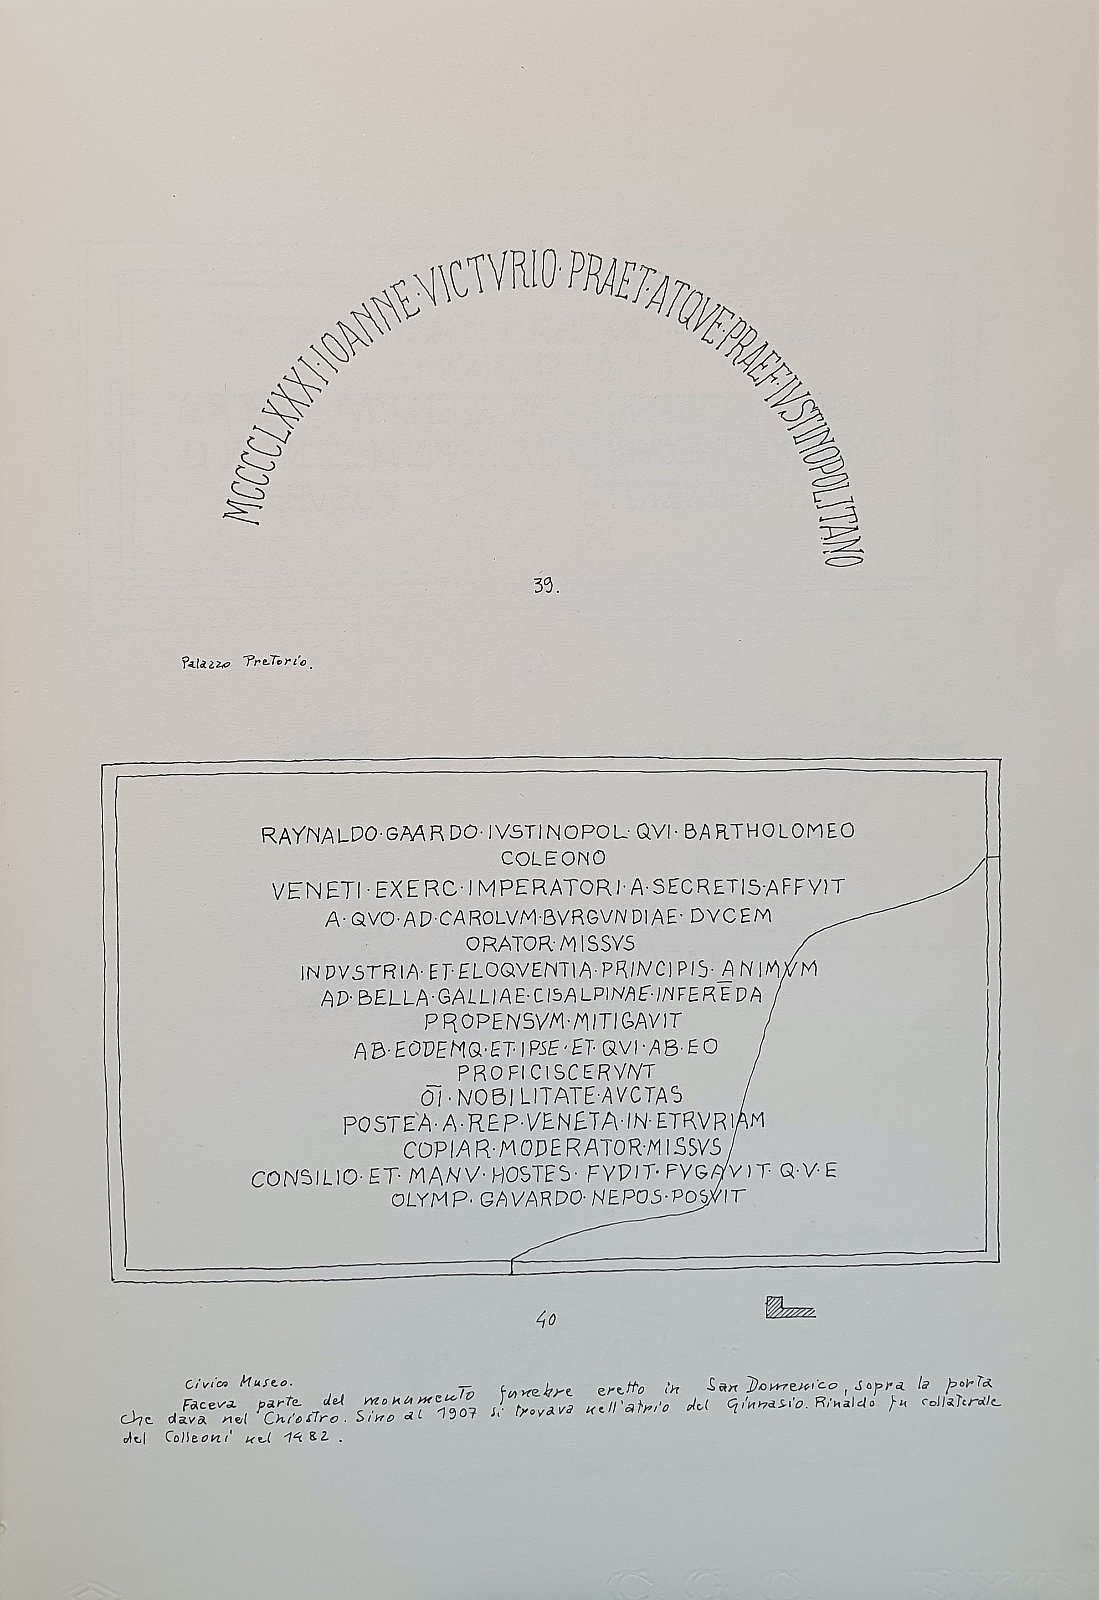 MCCCCLXXXI·IOANNE·VICTVRIO·PRAET·ATQVE·PRAEF·IVSTINOPOLITANO
39.
Palazzo Pretorio.
RAYNALDO·GAARDO·IVSTINOPOL·QVI·BARTHOLOMEO
COLEONO
VENETI·EXERC·IMPERATORI·A·SECRETIS·AFFVIT
A·QVO·AD·CAROLVM·BVRGVNDIAE·DVCEM
ORATOR·MISSVS
INDVSTRIA·ET·ELOQVENTIA·PRINCIPIS·ANIMVM
AD·BELLA·GALLIAE·CISALPINAE·INFERĒDA
PROPENSVM·MITIGAVIT
AB·EODEMQ·ET·IPSE·ET·QVI·AB·EO
PROFICISCERVNT
ŌI·NOBILITATE·AVCTAS
POSTEA·A·REP·VENETA·IN·ETRVRIAM
COPIAR·MODERATOR·MISSVS
CONSILIO·ET·MANV·HOSTES·FVDIT·FVGAVIT·Q·V·E
OLYMP·GAVARDO·NEPOS·POSVIT
40
Civico Museo.
Faceva parte del monumento funebre eretto in San Domenico, sopra la porta
che dava nel Chiostro. Sino al 1907 si trovava nell'atrio del Ginnasio. Rinaldo fu collaterale
del Colleoni nel 1482.